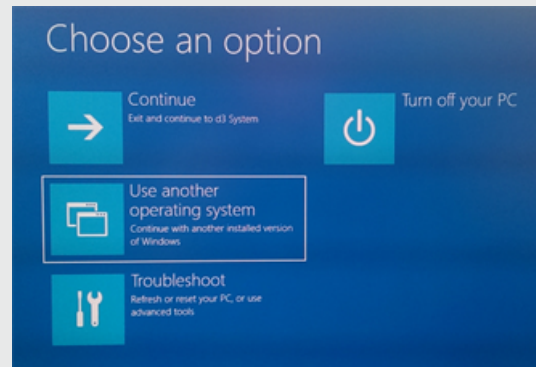 Choose an option
Continue
Exit and continue to d3 System
Turn off your PC
Use another
operating system
Continue with another installed version
of Windows
Troubleshoot
Refresh or reset your PC, or use
advanced tools